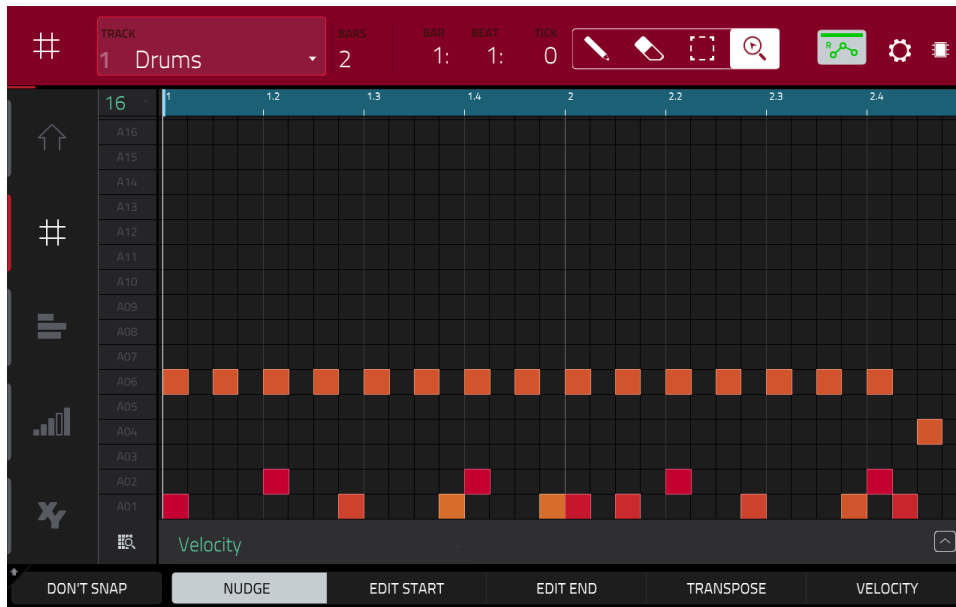 TRACK BARS BAR BEAT TICK
1 Drums 2 1: 1: 0
R
16 1 1.2 1.3 1.4 2 2.2 2.3 2.4
A16
A15
A14
A13
A12
A11
A10
A09
A08
A07
A06
A05
A04
A03
A02
A01
XY
Velocity
DON'T SNAP NUDGE EDIT START EDIT END TRANSPOSE VELOCITY